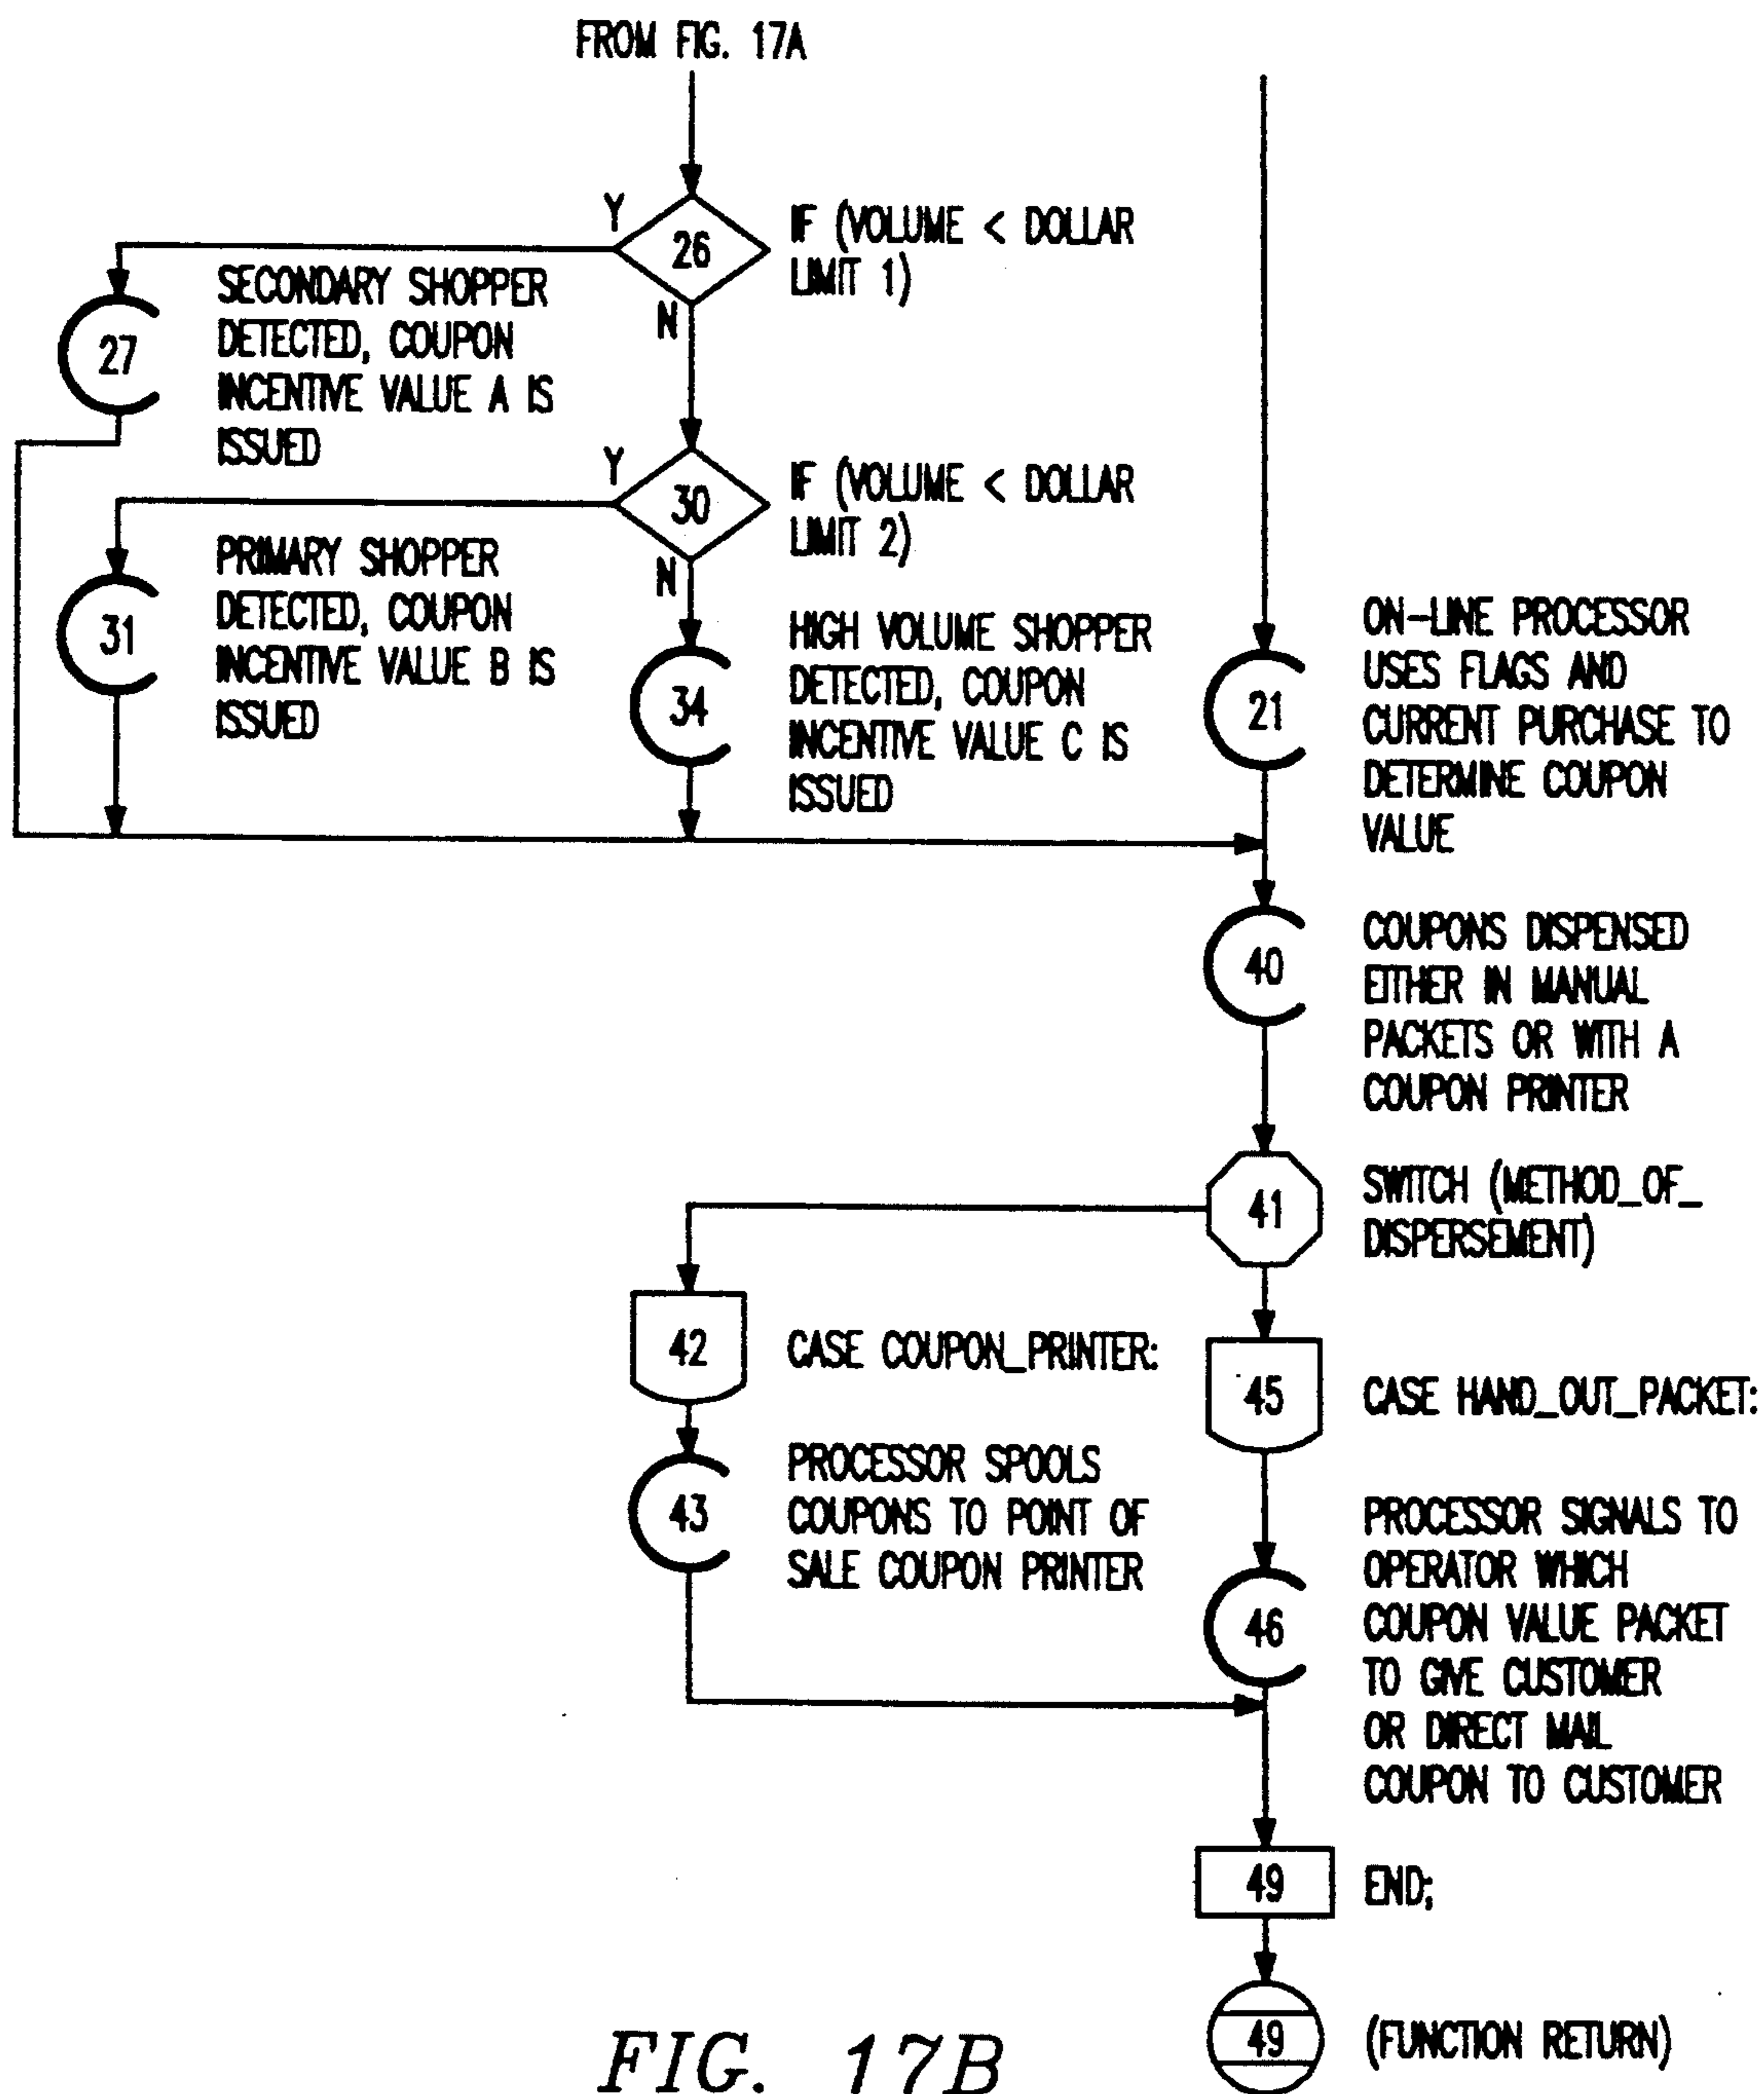 FROM FIG. 17A
Y
26
IF (VOLUME < DOLLAR
LIMIT 1)
N
27
SECONDARY SHOPPER
DETECTED, COUPON
INCENTIVE VALUE A IS
ISSUED
Y
30
IF (VOLUME < DOLLAR
LIMIT 2)
N
31
PRIMARY SHOPPER
DETECTED, COUPON
INCENTIVE VALUE B IS
ISSUED
34
HIGH VOLUME SHOPPER
DETECTED, COUPON
INCENTIVE VALUE C IS
ISSUED
21
ON-LINE PROCESSOR
USES FLAGS AND
CURRENT PURCHASE TO
DETERMINE COUPON
VALUE
40
COUPONS DISPENSED
EITHER IN MANUAL
PACKETS OR WITH A
COUPON PRINTER
41
SWITCH (METHOD_OF_
DISPERSEMENT)
42
CASE COUPON_PRINTER:
45
CASE HAND_OUT_PACKET:
43
PROCESSOR SPOOLS
COUPONS TO POINT OF
SALE COUPON PRINTER
46
PROCESSOR SIGNALS TO
OPERATOR WHICH
COUPON VALUE PACKET
TO GIVE CUSTOMER
OR DIRECT MAIL
COUPON TO CUSTOMER
49
END;
49
(FUNCTION RETURN)
FIG. 17B